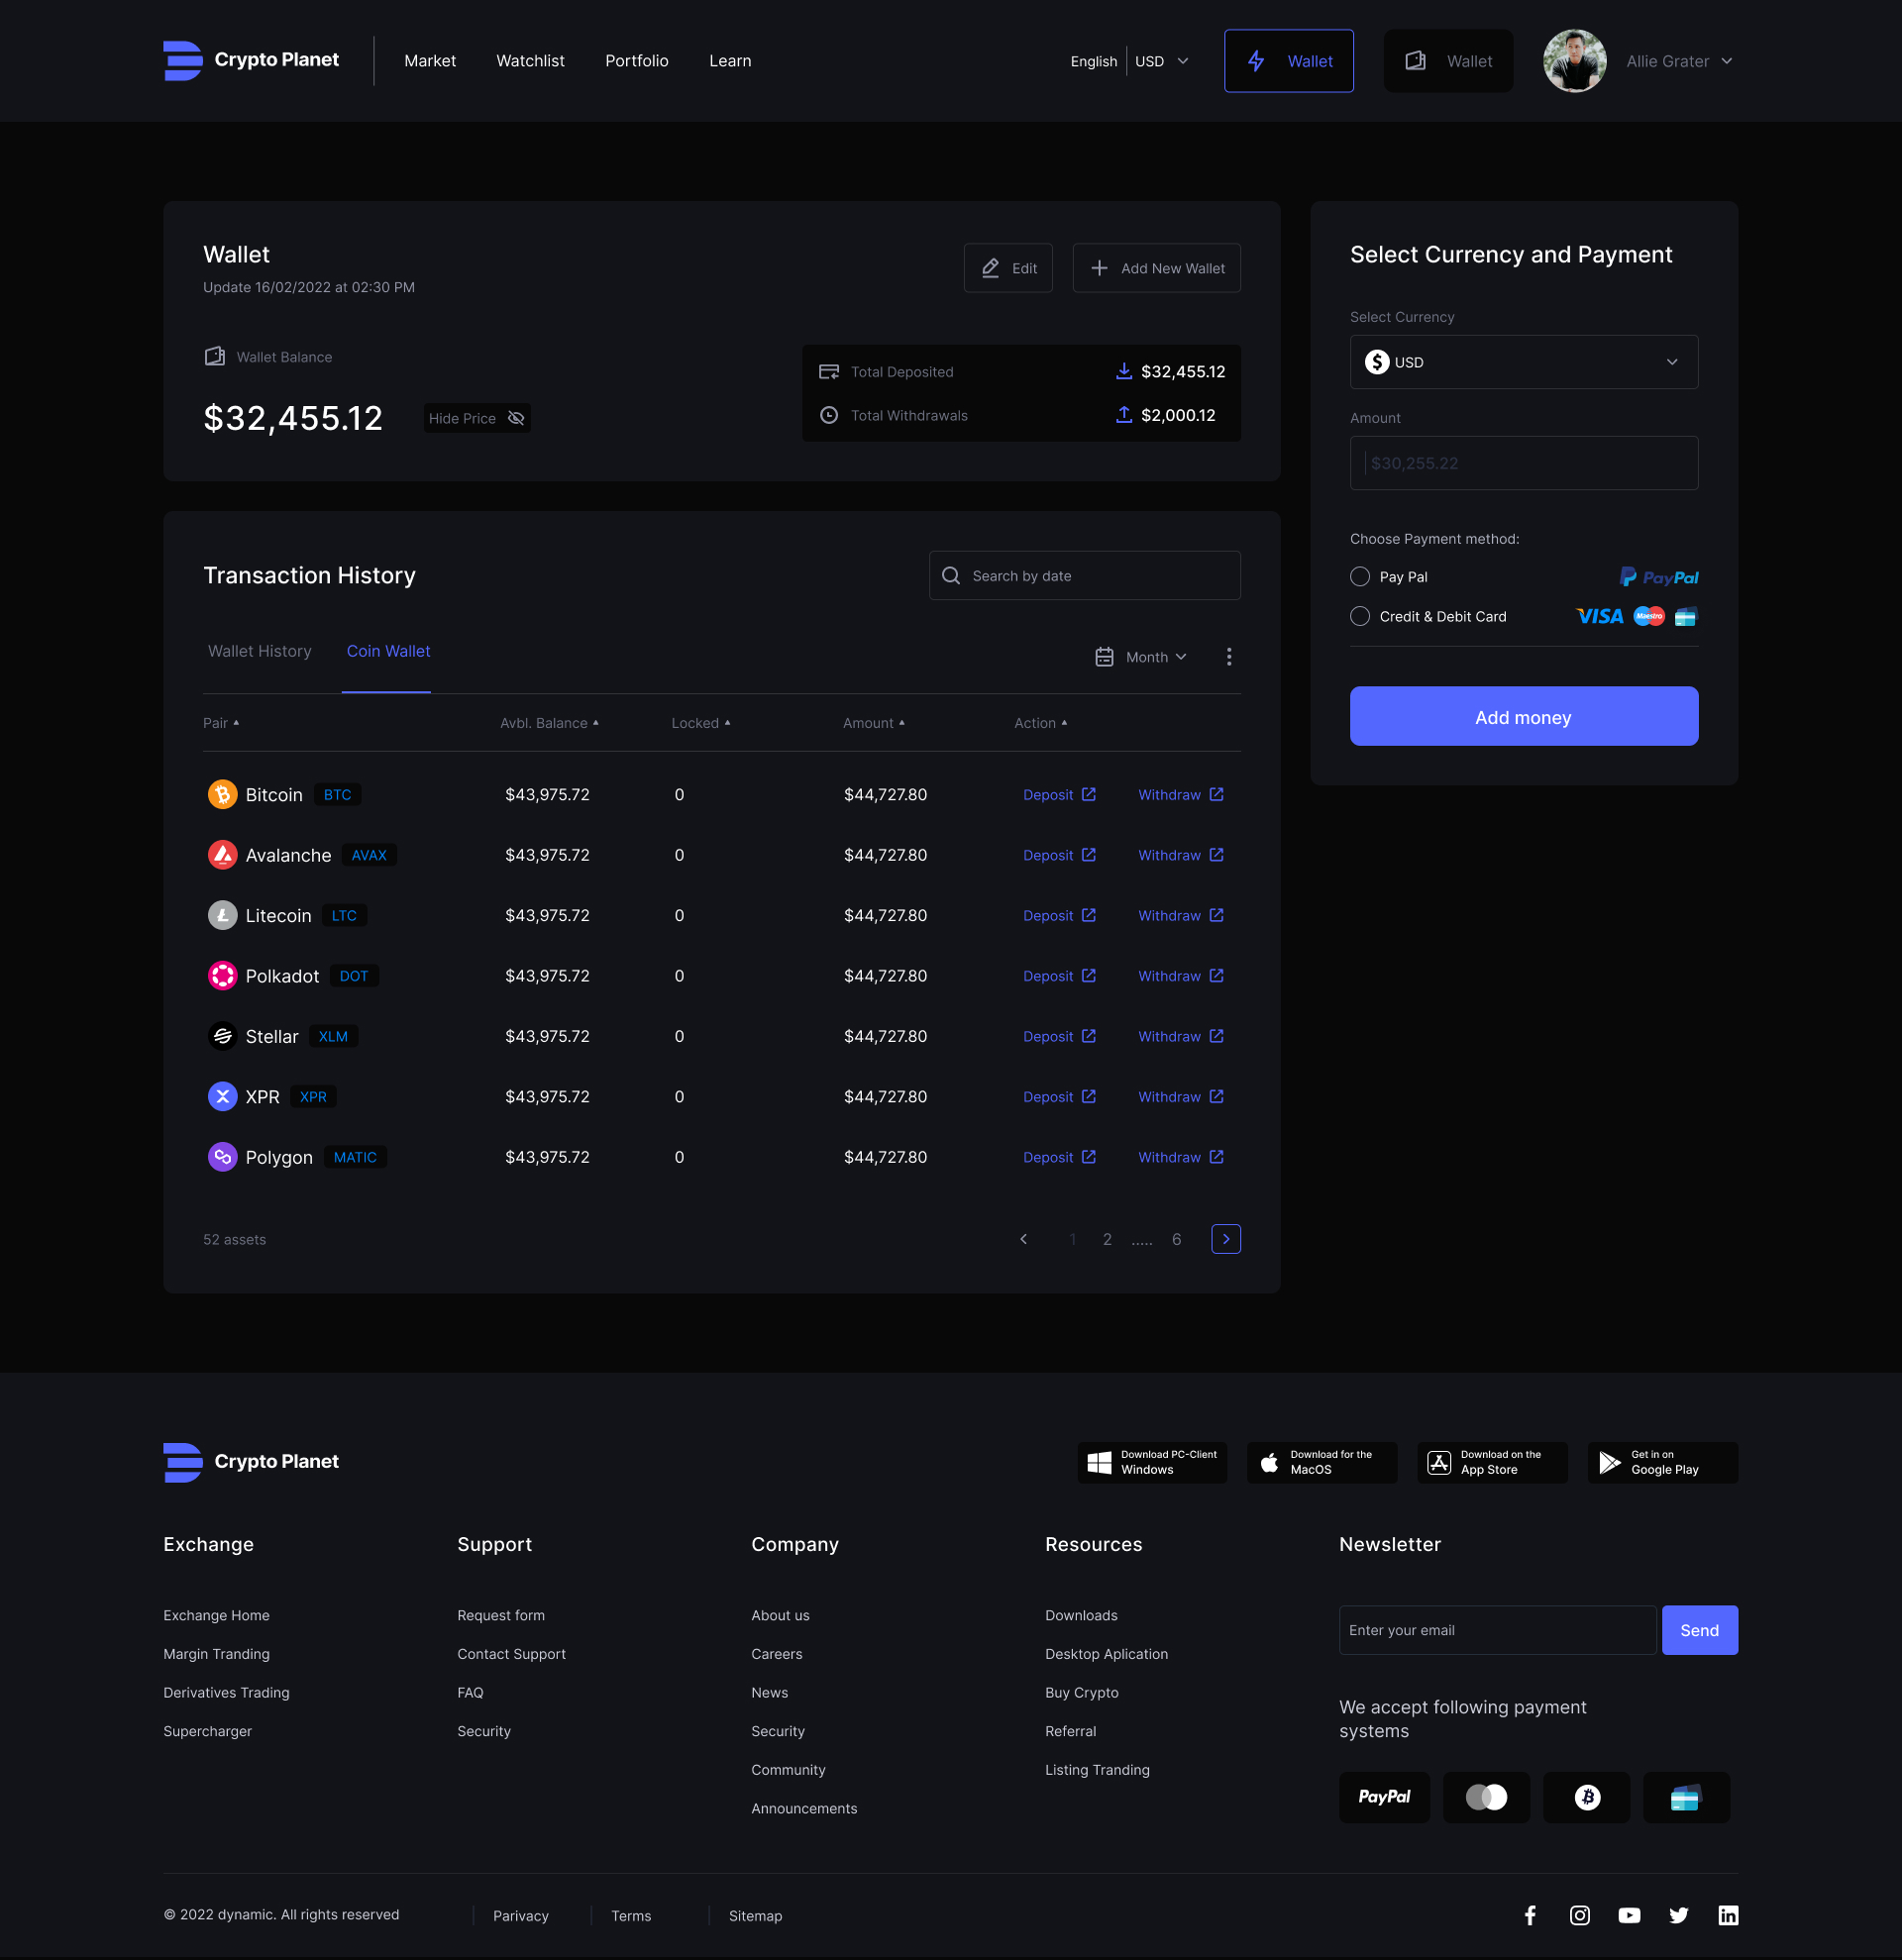 Crypto Planet
Market Watchlist Portfolio Learn
English USD
Wallet
Wallet
Allie Grater
Wallet
Update 16/02/2022 at 02:30 PM
Edit
Add New Wallet
Wallet Balance
$32,455.12
Hide Price
Total Deposited $32,455.12
Total Withdrawals $2,000.12
Select Currency and Payment
Select Currency
USD
Amount
$30,255.22
Choose Payment method:
Pay Pal PayPal
Credit & Debit Card VISA Maestro
Add money
Transaction History
Search by date
Wallet History Coin Wallet
Month
Pair Avbl. Balance Locked Amount Action
Bitcoin BTC $43,975.72 0 $44,727.80 Deposit Withdraw
Avalanche AVAX $43,975.72 0 $44,727.80 Deposit Withdraw
Litecoin LTC $43,975.72 0 $44,727.80 Deposit Withdraw
Polkadot DOT $43,975.72 0 $44,727.80 Deposit Withdraw
Stellar XLM $43,975.72 0 $44,727.80 Deposit Withdraw
XPR XPR $43,975.72 0 $44,727.80 Deposit Withdraw
Polygon MATIC $43,975.72 0 $44,727.80 Deposit Withdraw
52 assets
1 2 ..... 6
Crypto Planet
Download PC-Client
Windows
Download for the
MacOS
Download on the
App Store
Get in on
Google Play
Exchange
Exchange Home
Margin Tranding
Derivatives Trading
Supercharger
Support
Request form
Contact Support
FAQ
Security
Company
About us
Careers
News
Security
Community
Announcements
Resources
Downloads
Desktop Aplication
Buy Crypto
Referral
Listing Tranding
Newsletter
Enter your email
Send
We accept following payment
systems
PayPal
© 2022 dynamic. All rights reserved
Parivacy
Terms
Sitemap